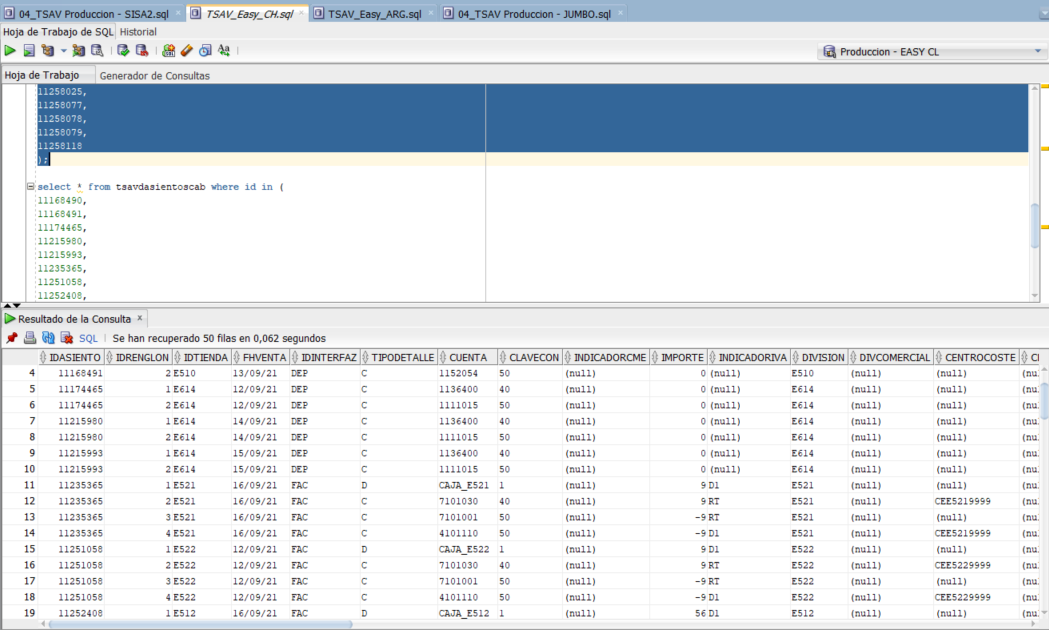 04_TSAV Produccion - SISA2.sql × TSAV_Easy_CH.sql × TSAV_Easy_ARG.sql × 04_TSAV Produccion - JUMBO.sql ×
Hoja de Trabajo de SQL Historial
Produccion - EASY CL
Hoja de Trabajo Generador de Consultas
11258025,
11258077,
11258078,
11258079,
11258118
);
select * from tsavdasientoscab where id in (
11168490,
11168491,
11174465,
11215980,
11215993,
11235365,
11251058,
11252408,
Resultado de la Consulta ×
SQL | Se han recuperado 50 filas en 0,062 segundos
IDASIENTO IDRENGLON IDTIENDA FHVENTA IDINTERFAZ TIPODETALLE CUENTA CLAVECON INDICADORCME IMPORTE INDICADORIVA DIVISION DIVCOMERCIAL CENTROCOSTE
4 11168491 2 E510 13/09/21 DEP C 1152054 50 (null) 0 (null) E510 (null) (null) (nu
5 11174465 1 E614 12/09/21 DEP C 1136400 40 (null) 0 (null) E614 (null) (null) (nu
6 11174465 2 E614 12/09/21 DEP C 1111015 50 (null) 0 (null) E614 (null) (null) (nu
7 11215980 1 E614 14/09/21 DEP C 1136400 40 (null) 0 (null) E614 (null) (null) (nu
8 11215980 2 E614 14/09/21 DEP C 1111015 50 (null) 0 (null) E614 (null) (null) (nu
9 11215993 1 E614 15/09/21 DEP C 1136400 40 (null) 0 (null) E614 (null) (null) (nu
10 11215993 2 E614 15/09/21 DEP C 1111015 50 (null) 0 (null) E614 (null) (null) (nu
11 11235365 1 E521 16/09/21 FAC D CAJA_E521 1 (null) 9 D1 E521 (null) (null) (nu
12 11235365 2 E521 16/09/21 FAC C 7101030 40 (null) 9 RT E521 (null) CEE5219999 (nu
13 11235365 3 E521 16/09/21 FAC C 7101001 50 (null) -9 RT E521 (null) (null) (nu
14 11235365 4 E521 16/09/21 FAC C 4101110 50 (null) -9 D1 E521 (null) CEE5219999 (nu
15 11251058 1 E522 12/09/21 FAC D CAJA_E522 1 (null) 9 D1 E522 (null) (null) (nu
16 11251058 2 E522 12/09/21 FAC C 7101030 40 (null) 9 RT E522 (null) CEE5229999 (nu
17 11251058 3 E522 12/09/21 FAC C 7101001 50 (null) -9 RT E522 (null) (null) (nu
18 11251058 4 E522 12/09/21 FAC C 4101110 50 (null) -9 D1 E522 (null) CEE5229999 (nu
19 11252408 1 E512 16/09/21 FAC D CAJA_E512 1 (null) 56 D1 E512 (null) (null) (nu